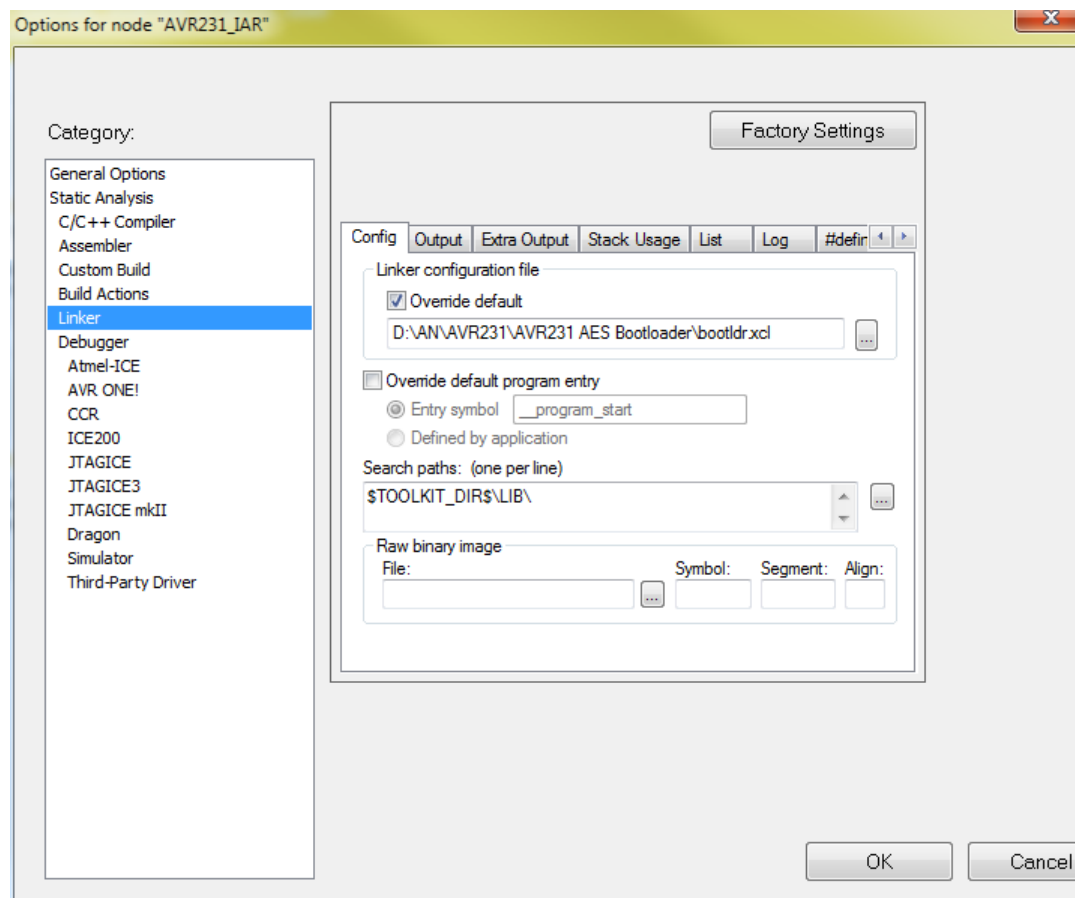 Options for node "AVR231_IAR"
X
Category:
General Options
Static Analysis
C/C++ Compiler
Assembler
Custom Build
Build Actions
Linker
Debugger
Atmel-ICE
AVR ONE!
CCR
ICE200
JTAGICE
JTAGICE3
JTAGICE mkII
Dragon
Simulator
Third-Party Driver
Factory Settings
Config Output Extra Output Stack Usage List Log #defin
Linker configuration file
Override default
D:\AN\AVR231\AVR231 AES Bootloader\bootldr.xcl ...
Override default program entry
Entry symbol __program_start
Defined by application
Search paths: (one per line)
$TOOLKIT_DIR$\LIB\ ...
Raw binary image
File: Symbol: Segment: Align:
...
OK Cancel